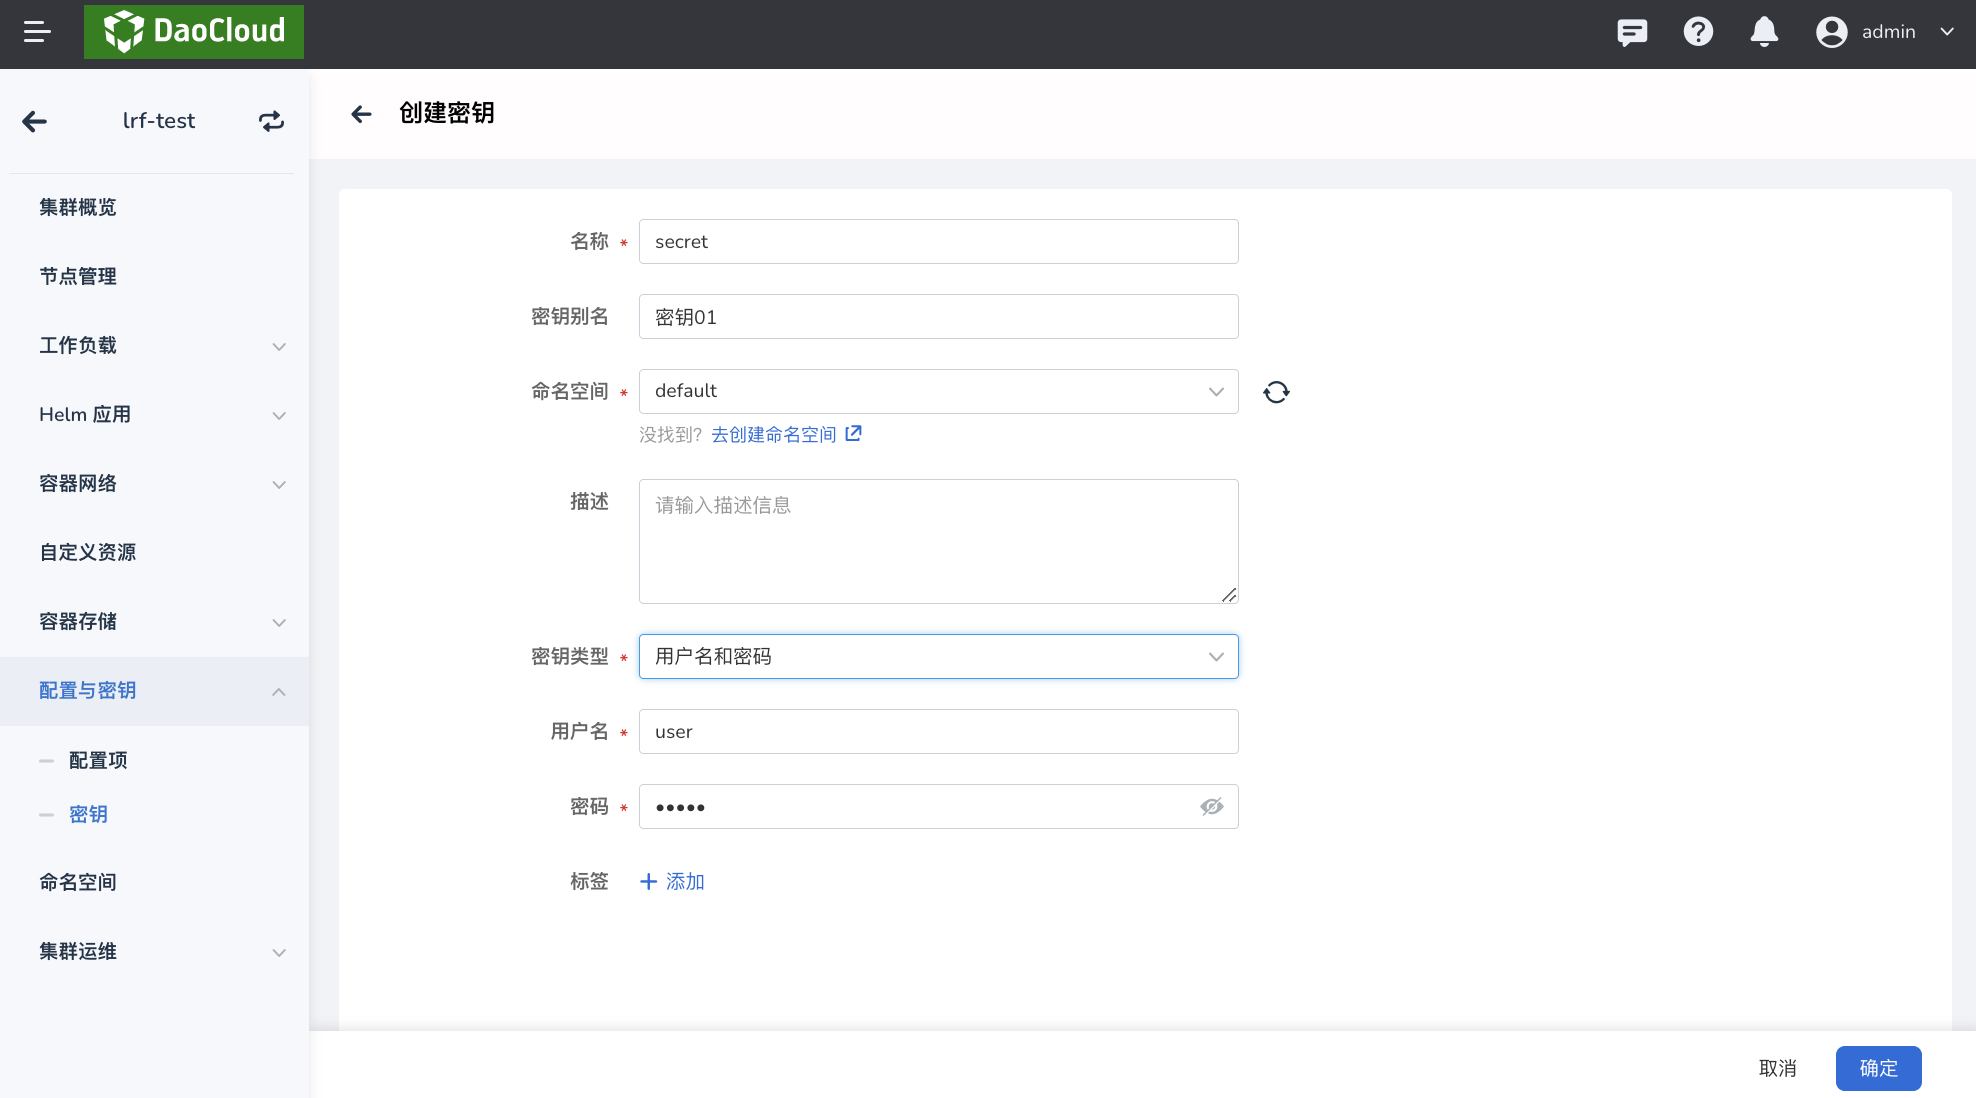 DaoCloud
admin
lrf-test
创建密钥
集群概览
节点管理
工作负载
Helm 应用
容器网络
自定义资源
容器存储
配置与密钥
配置项
密钥
命名空间
集群运维
名称 * secret
密钥别名 密钥01
命名空间 * default
没找到? 去创建命名空间
描述 请输入描述信息
密钥类型 * 用户名和密码
用户名 * user
密码 * •••••
标签 + 添加
取消 确定